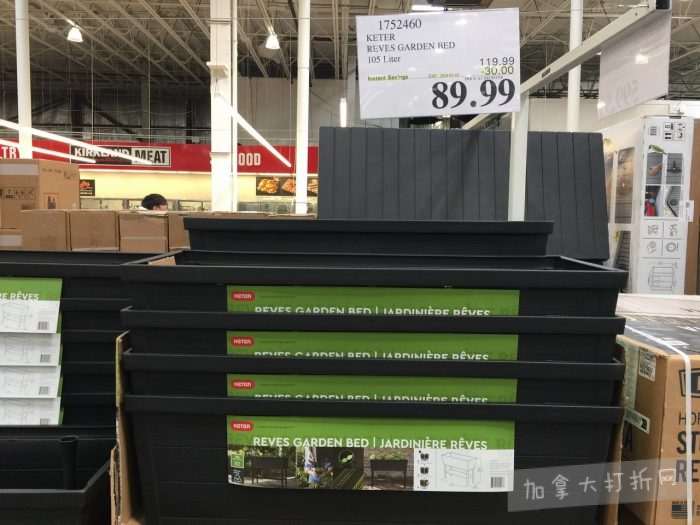 1752460
KETER
REVES GARDEN BED
105 Liter
119.99
Instant Savings
-30.00
89.99
KIRKLAND MEAT
KETER
REVES GARDEN BED | JARDINIÈRE RÊVES
KETER
REVES GARDEN BED | JARDINIÈRE RÊVES
KETER
REVES GARDEN BED | JARDINIÈRE RÊVES
KETER
REVES GARDEN BED | JARDINIÈRE RÊVES
RE RÊVES
加拿大打折网